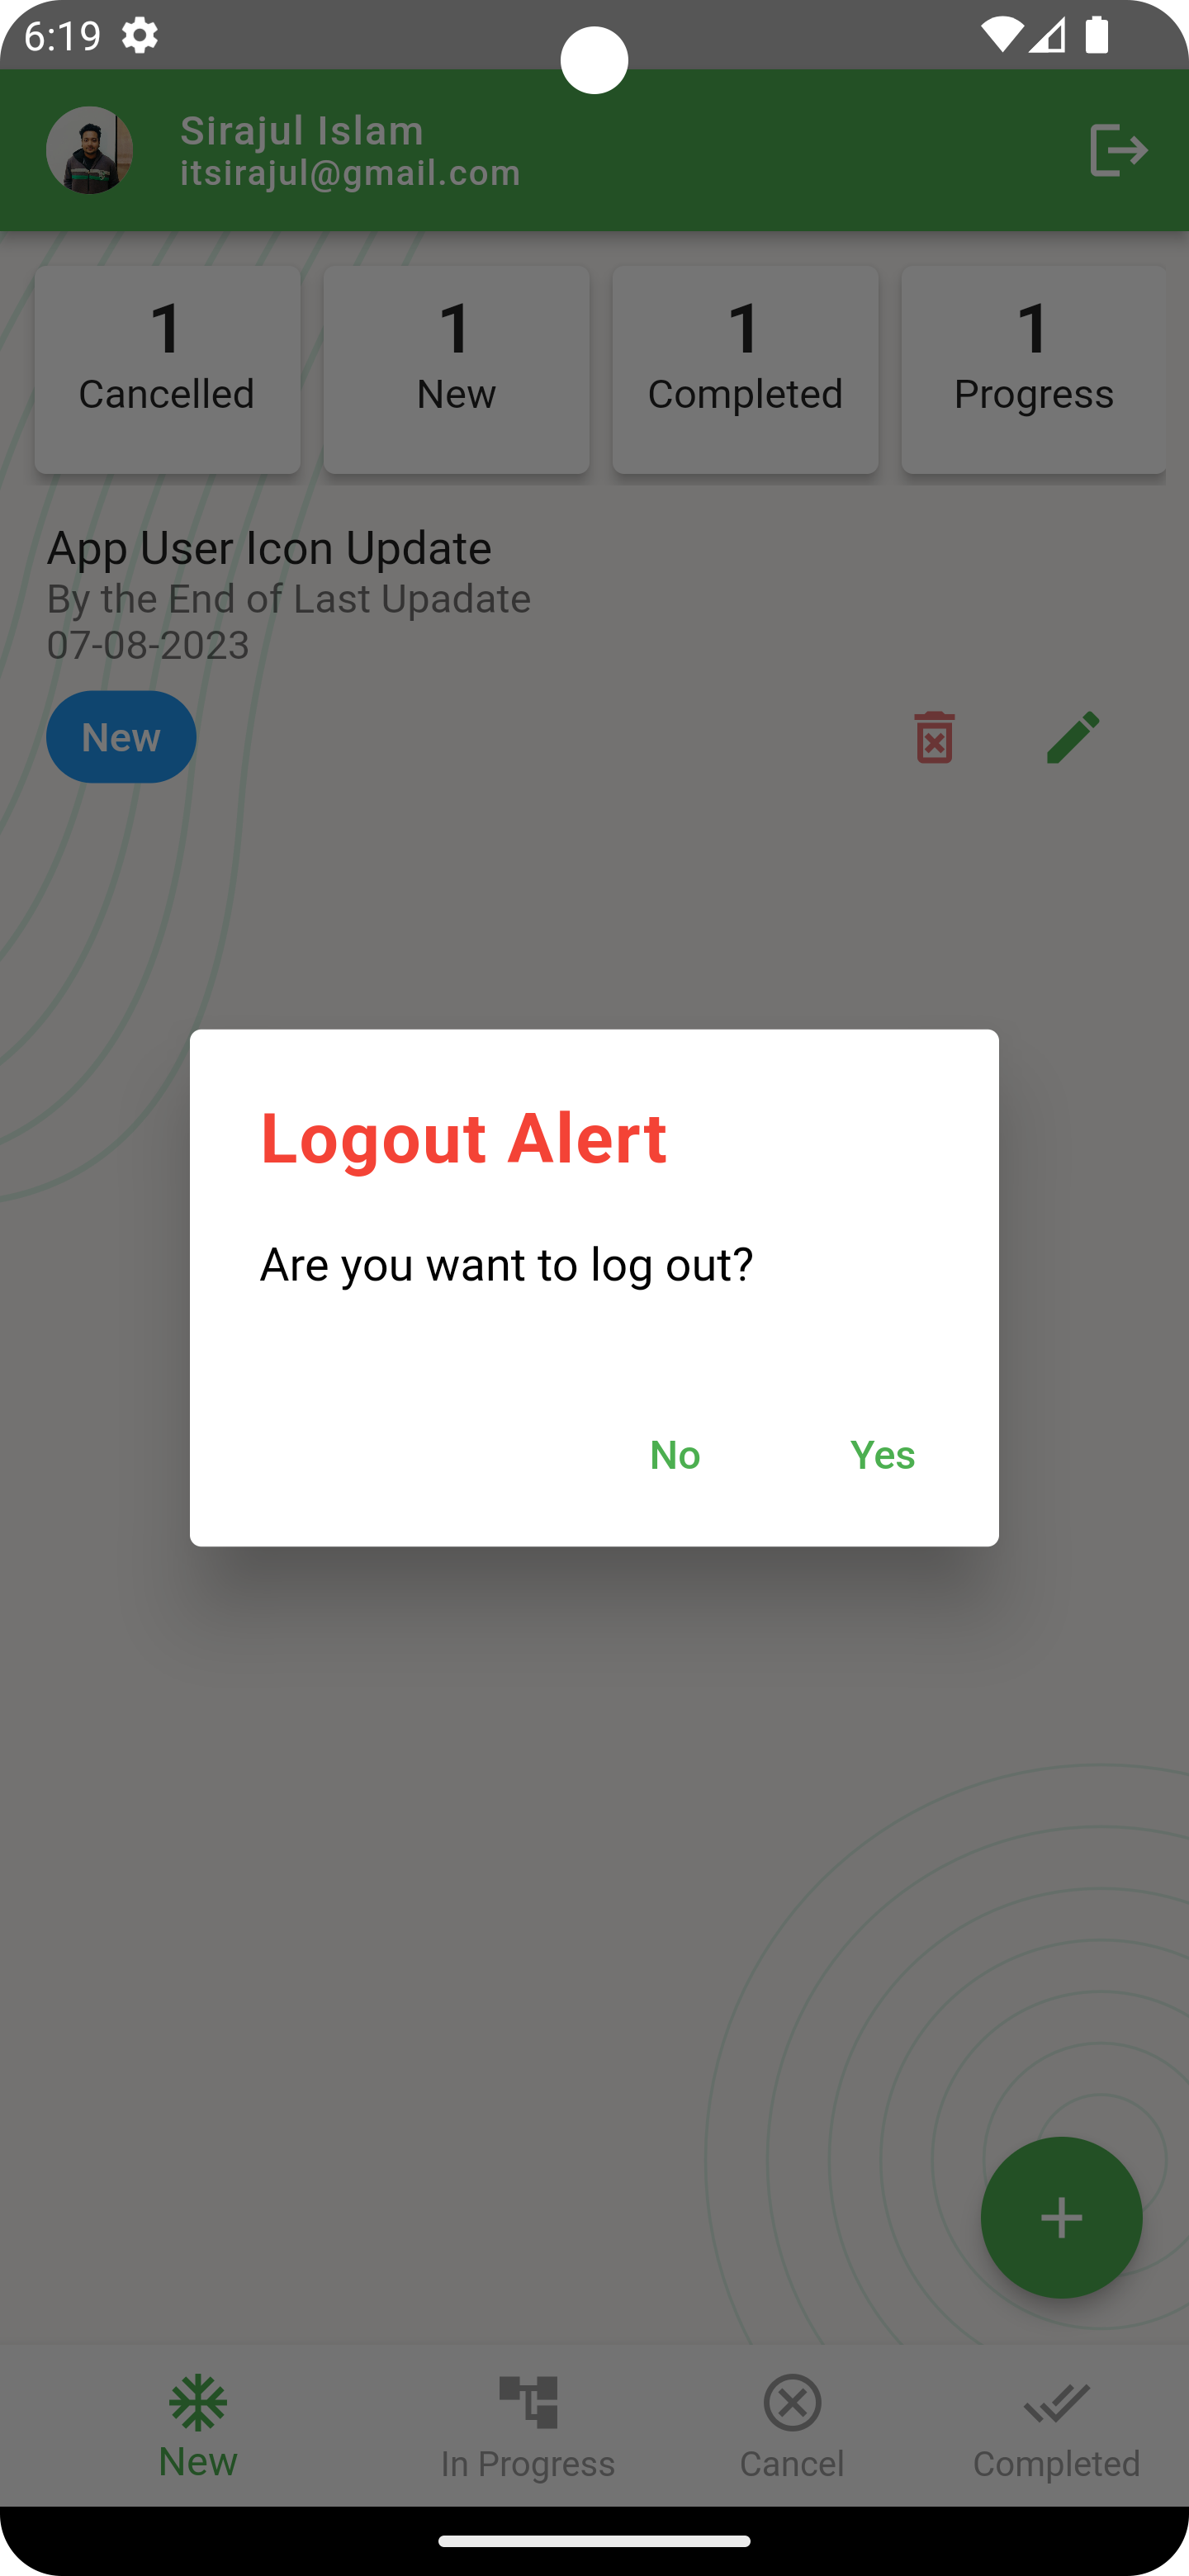 6:19
Sirajul Islam
itsirajul@gmail.com
1
Cancelled
1
New
1
Completed
1
Progress
App User Icon Update
By the End of Last Upadate
07-08-2023
New
Logout Alert
Are you want to log out?
No
Yes
New
In Progress
Cancel
Completed